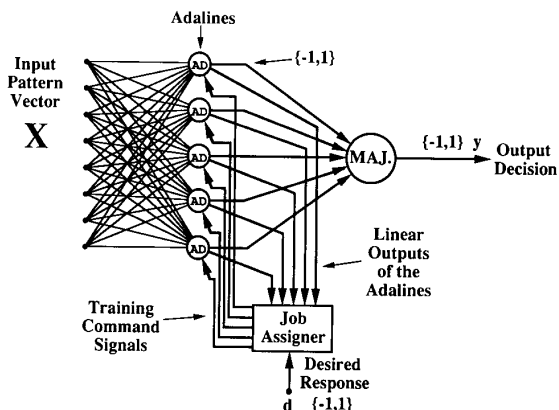 Adalines
Input
Pattern
Vector
X
AD
AD
AD
AD
AD
{-1,1}
MAJ.
{-1,1} y
Output
Decision
Linear
Outputs
of the
Adalines
Training
Command
Signals
Job
Assigner
Desired
Response
d {-1,1}